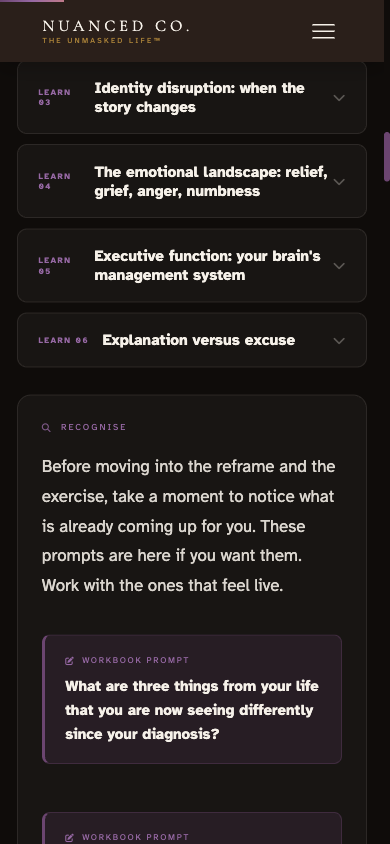 NUANCED CO.
THE UNMASKED LIFE™
LEARN 03
Identity disruption: when the
story changes
LEARN 04
The emotional landscape: relief,
grief, anger, numbness
LEARN 05
Executive function: your brain's
management system
LEARN 06
Explanation versus excuse
RECOGNISE
Before moving into the reframe and the
exercise, take a moment to notice what
is already coming up for you. These
prompts are here if you want them.
Work with the ones that feel live.
WORKBOOK PROMPT
What are three things from your life
that you are now seeing differently
since your diagnosis?
WORKBOOK PROMPT